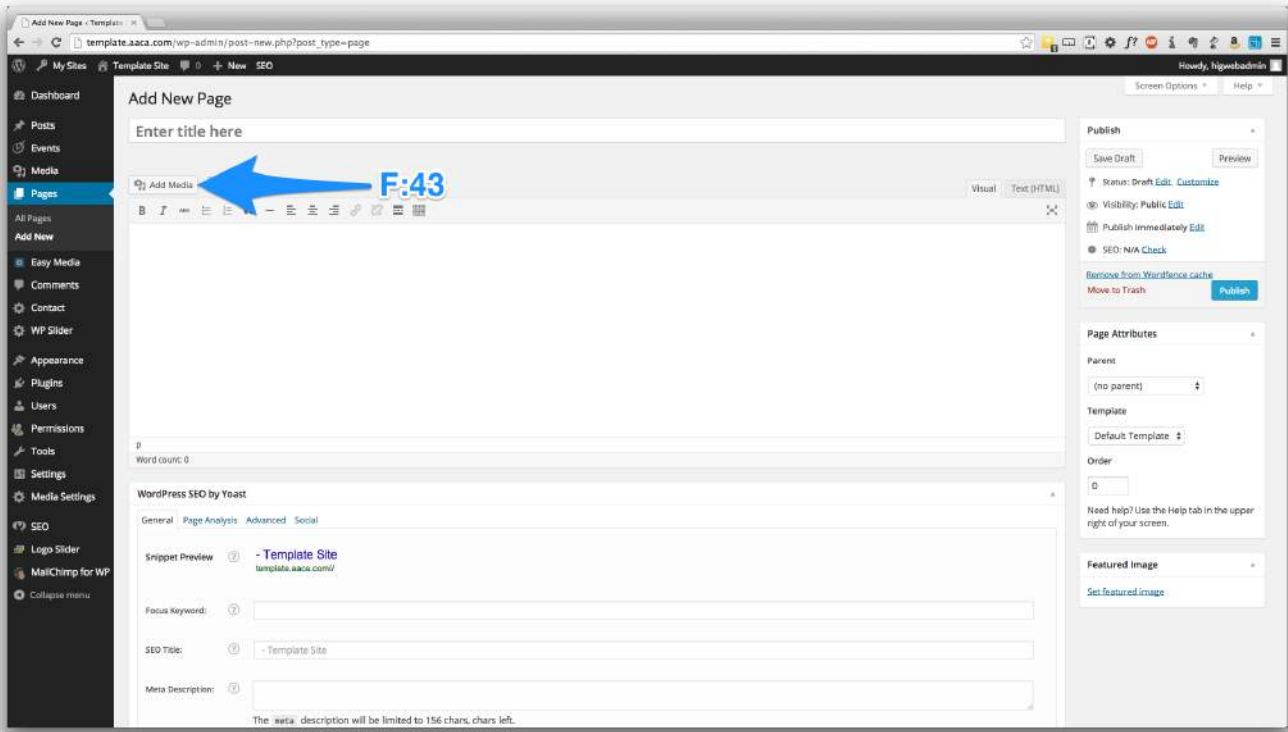 Add New Page ‹ Template
template.aaca.com/wp-admin/post-new.php?post_type=page
My Sites Template Site 0 + New SEO Howdy, higwebadmin
Screen Options Help
Dashboard
Posts
Events
Media
Pages
All Pages
Add New
Easy Media
Comments
Contact
WP Slider
Appearance
Plugins
Users
Permissions
Tools
Settings
Media Settings
SEO
Logo Slider
MailChimp for WP
Collapse menu
Add New Page
Enter title here
Add Media
F:43
Visual Text (HTML)
B I ABC
p
Word count: 0
WordPress SEO by Yoast
General Page Analysis Advanced Social
Snippet Preview ? - Template Site
template.aaca.com//
Focus Keyword: ?
SEO Title: ? - Template Site
Meta Description: ?
The meta description will be limited to 156 chars, chars left.
Publish
Save Draft Preview
Status: Draft Edit Customize
Visibility: Public Edit
Publish immediately Edit
SEO: N/A Check
Remove from Wordfence cache
Move to Trash Publish
Page Attributes
Parent
(no parent)
Template
Default Template
Order
0
Need help? Use the Help tab in the upper
right of your screen.
Featured Image
Set featured image